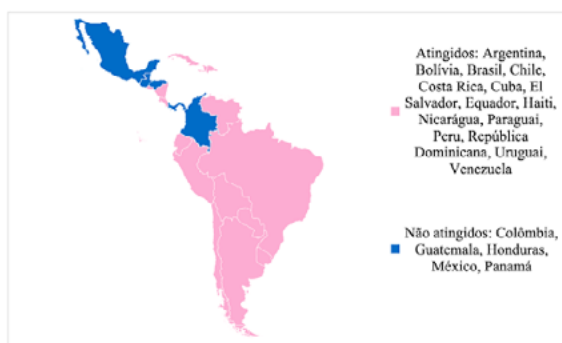 Atingidos: Argentina,
Bolívia, Brasil, Chile,
Costa Rica, Cuba, El
Salvador, Equador, Haiti,
Nicarágua, Paraguai,
Peru, República
Dominicana, Uruguai,
Venezuela
Não atingidos: Colômbia,
Guatemala, Honduras,
México, Panamá